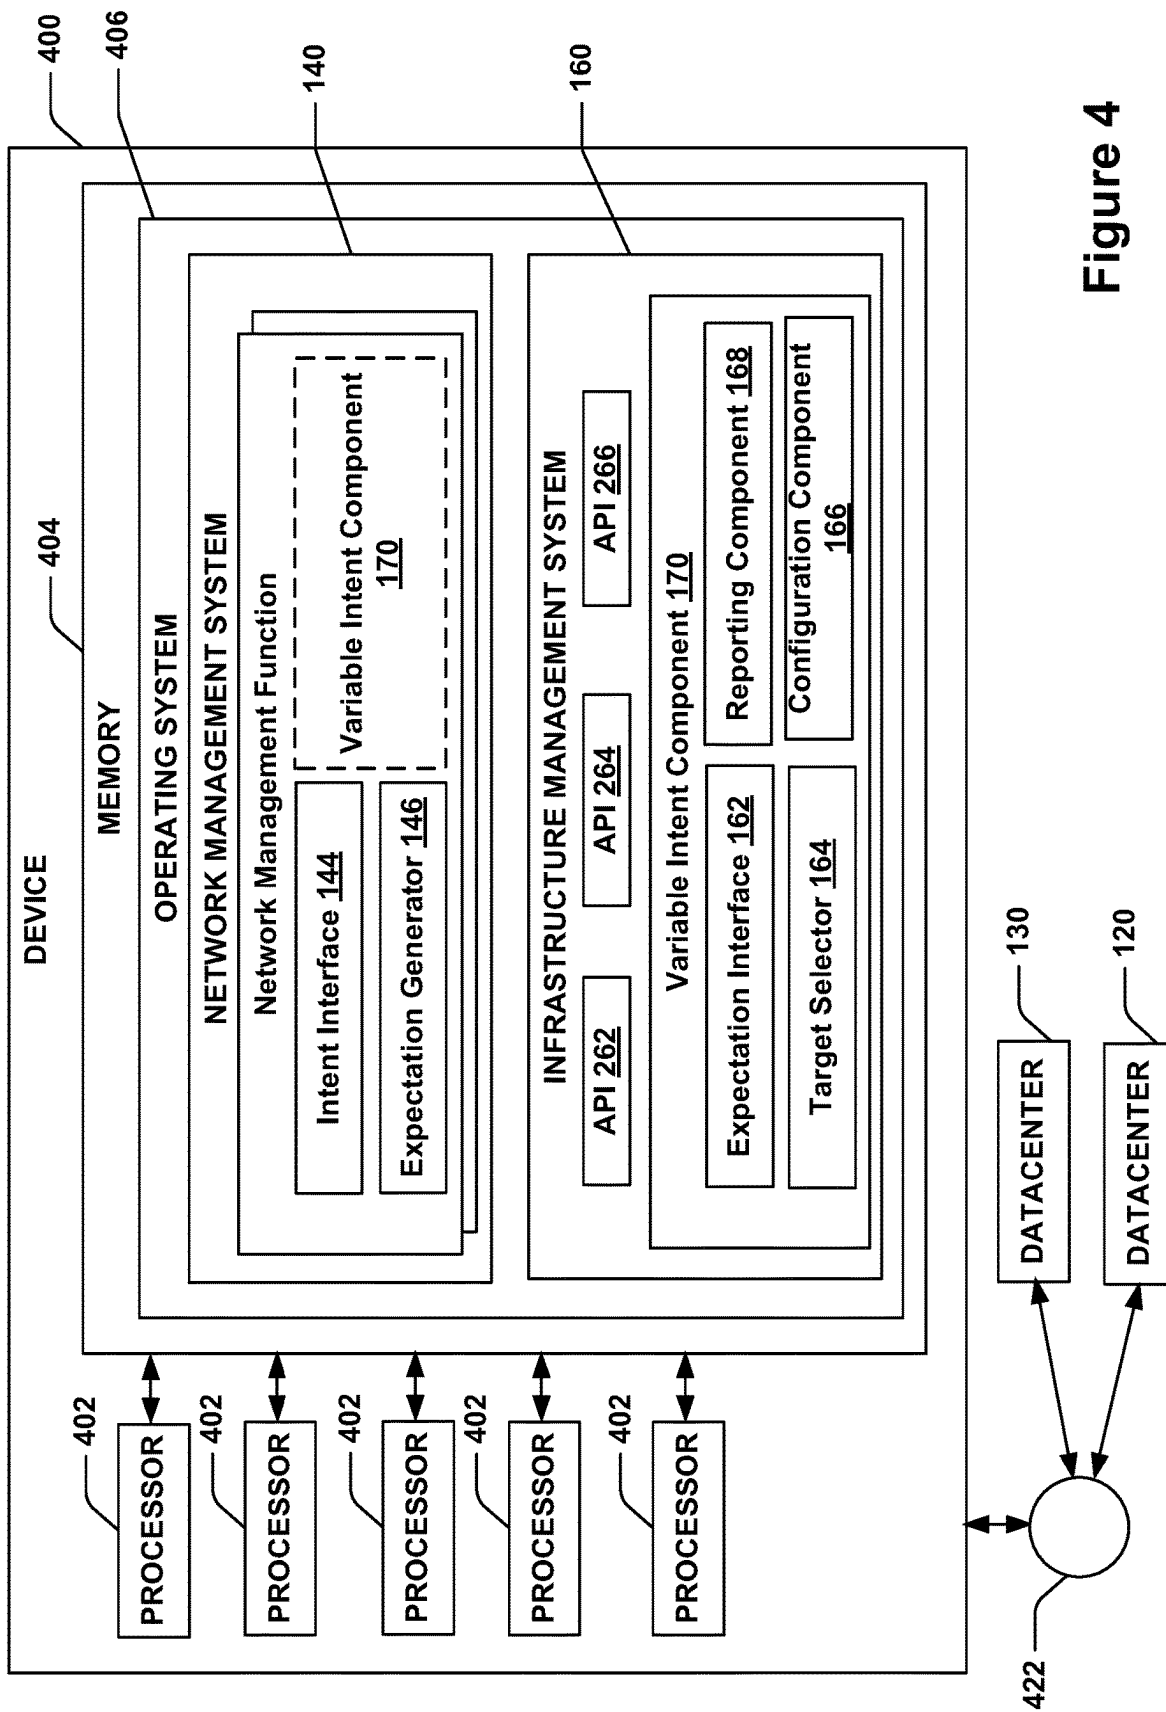 DEVICE
400
MEMORY
404
OPERATING SYSTEM
406
NETWORK MANAGEMENT SYSTEM
140
Network Management Function
Intent Interface 144
Expectation Generator 146
Variable Intent Component
170
INFRASTRUCTURE MANAGEMENT SYSTEM
160
API 262
API 264
API 266
Variable Intent Component 170
Expectation Interface 162
Reporting Component 168
Target Selector 164
Configuration Component
166
402
PROCESSOR
402
PROCESSOR
402
PROCESSOR
402
PROCESSOR
402
PROCESSOR
422
DATACENTER
130
DATACENTER
120
Figure 4